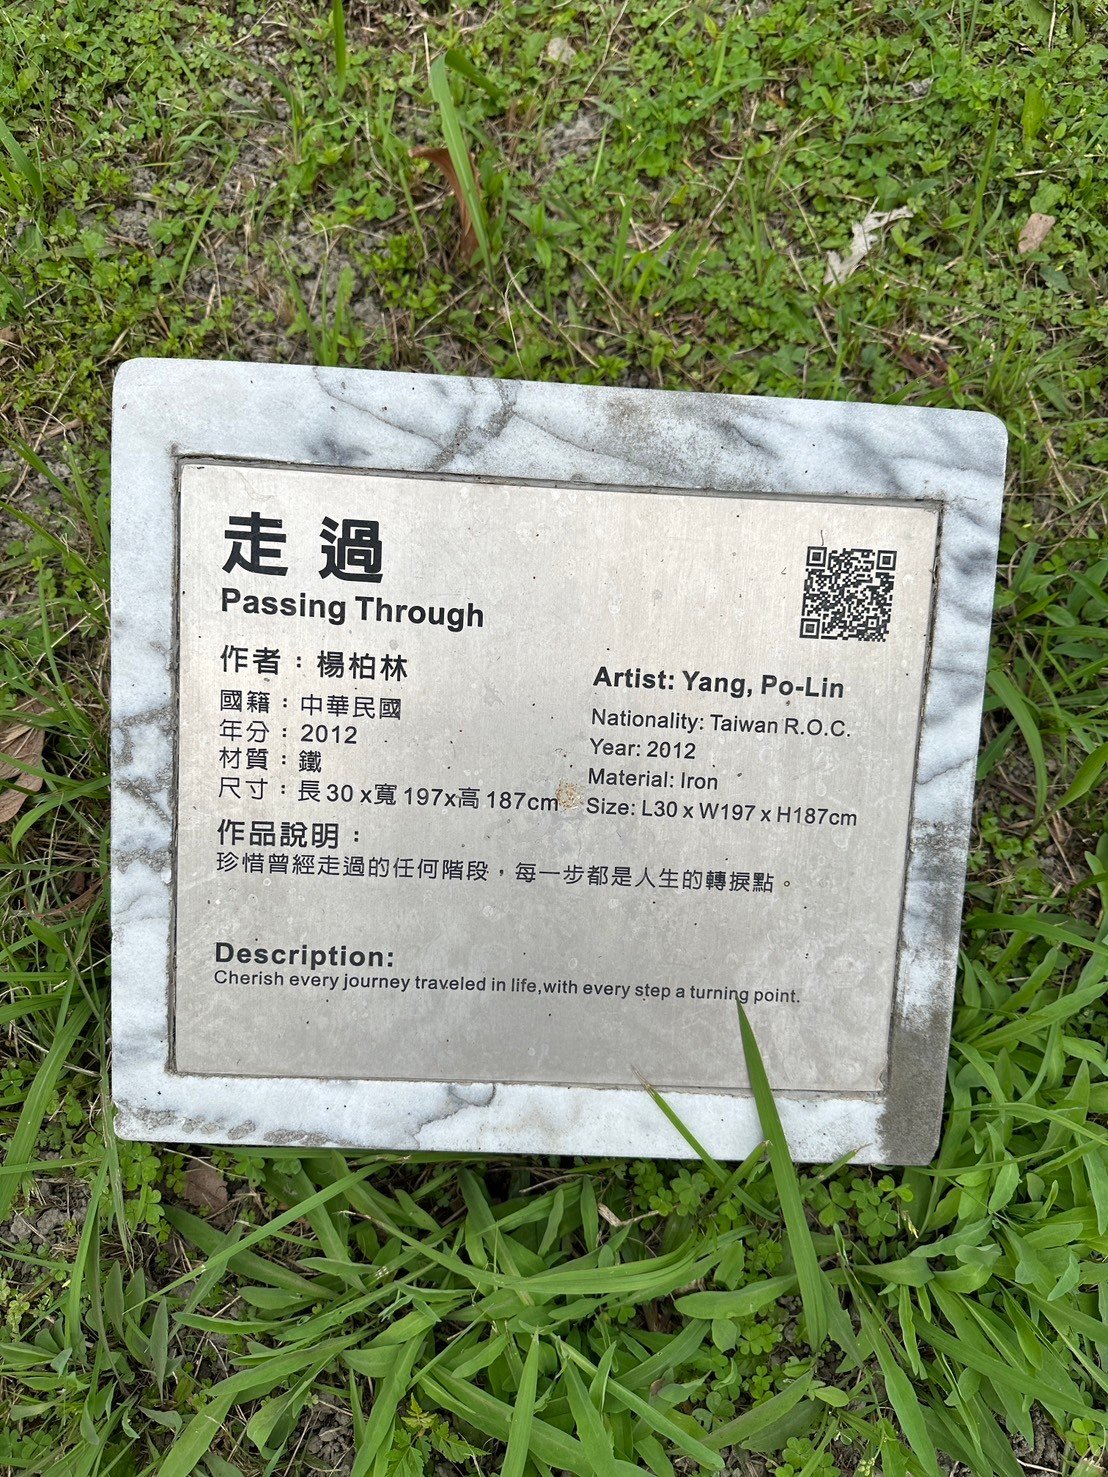 走過
Passing Through
作者：楊柏林
國籍：中華民國
年分：2012
材質：鐵
尺寸：長30 x寬 197x高 187cm
Artist: Yang, Po-Lin
Nationality: Taiwan R.O.C.
Year: 2012
Material: Iron
Size: L30 x W197 x H187cm
作品說明：
珍惜曾經走過的任何階段，每一步都是人生的轉捩點。
Description:
Cherish every journey traveled in life,with every step a turning point.